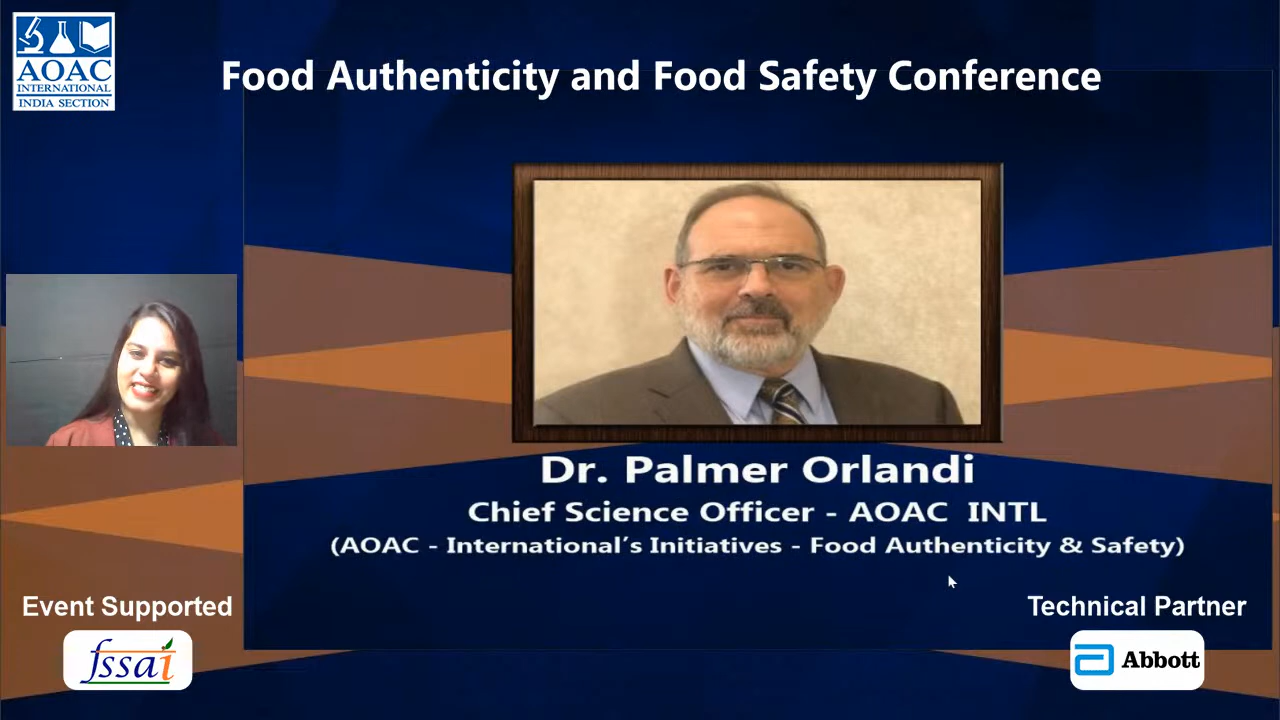 AOAC
INTERNATIONAL
INDIA SECTION
Food Authenticity and Food Safety Conference
Dr. Palmer Orlandi
Chief Science Officer - AOAC INTL
(AOAC - International's Initiatives - Food Authenticity & Safety)
Event Supported
fssai
Technical Partner
Abbott